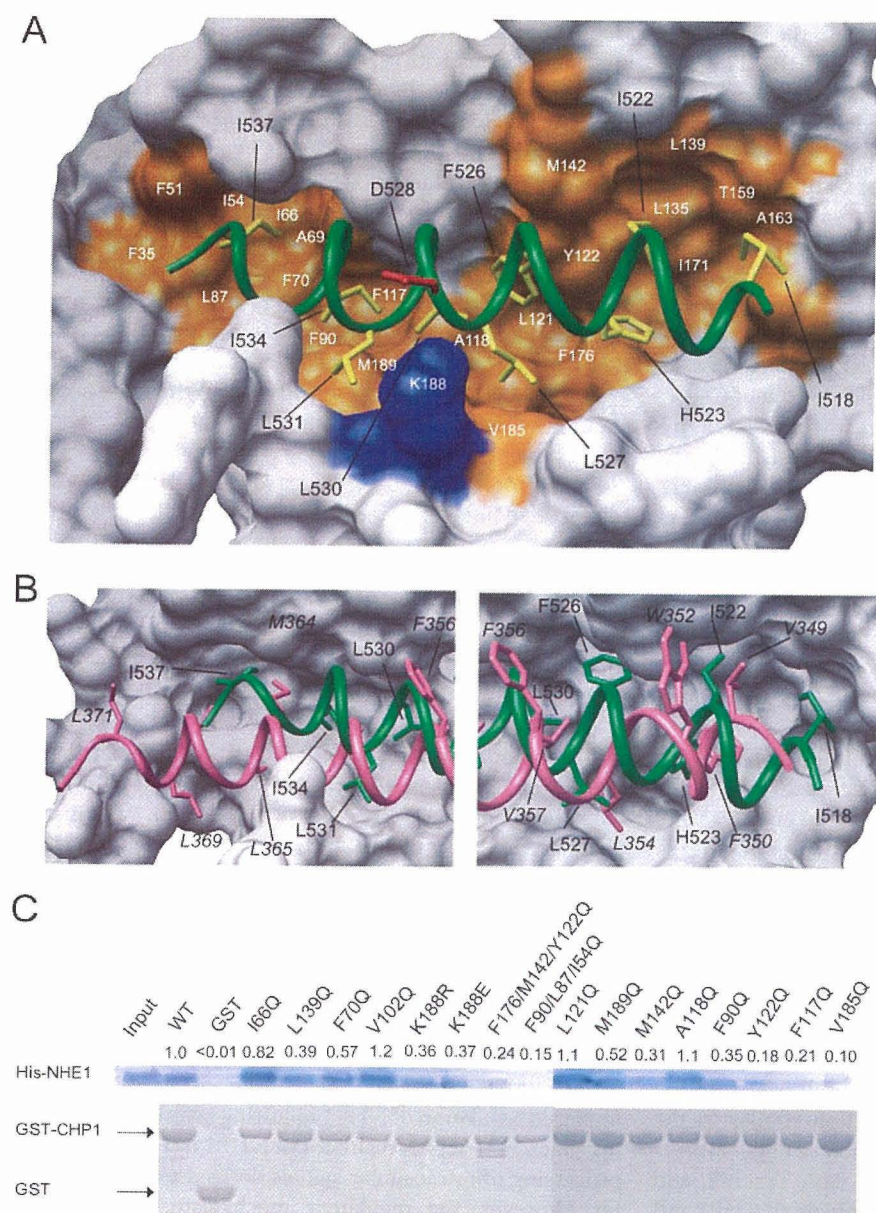 A
I537
I522
L139
F51
I54
I66
D528
F526
M142
T159
L135
A163
F35
A69
Y122
I171
L87
F70
F117
L121
I534
F90
A118
F176
M189
K188
L531
V185
H523
I518
L530
L527
B
M364
F356
L530
I537
L371
I534
L531
L369
L365
F526
W352
I522
F356
V349
L530
V357
L527
L354
H523
F350
I518
C
Input
WT
GST
I66Q
L139Q
F70Q
V102Q
K188R
K188E
F176/M142/Y122Q
F90/L87/I54Q
L121Q
M189Q
M142Q
A118Q
F90Q
Y122Q
F117Q
V185Q
1.0 <0.01 0.82 0.39 0.57 1.2 0.36 0.37 0.24 0.15 1.1 0.52 0.31 1.1 0.35 0.18 0.21 0.10
His-NHE1
GST-CHP1
GST